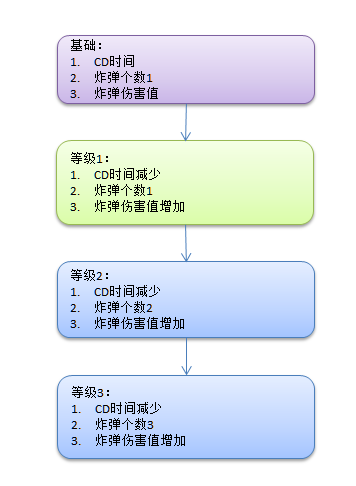 基础：
1. CD时间
2. 炸弹个数1
3. 炸弹伤害值
等级1：
1. CD时间减少
2. 炸弹个数1
3. 炸弹伤害值增加
等级2：
1. CD时间减少
2. 炸弹个数2
3. 炸弹伤害值增加
等级3：
1. CD时间减少
2. 炸弹个数3
3. 炸弹伤害值增加